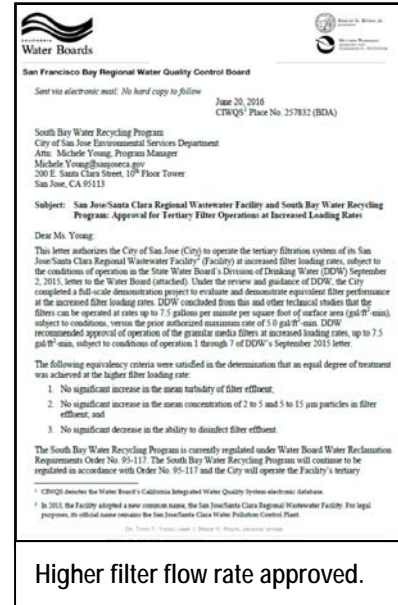 CALIFORNIA
Water Boards
San Francisco Bay Regional Water Quality Control Board
Sent via electronic mail: No hard copy to follow
June 20, 2016
CIWQS¹ Place No. 257832 (BDA)
South Bay Water Recycling Program
City of San Jose Environmental Services Department
Attn: Michele Young, Program Manager
Michele.Young@sanjoseca.gov
200 E. Santa Clara Street, 10th Floor Tower
San Jose, CA 95113
Subject: San Jose/Santa Clara Regional Wastewater Facility and South Bay Water Recycling
Program: Approval for Tertiary Filter Operations at Increased Loading Rates
Dear Ms. Young:
This letter authorizes the City of San Jose (City) to operate the tertiary filtration system of its San
Jose/Santa Clara Regional Wastewater Facility² (Facility) at increased filter loading rates, subject to
the conditions of operation in the State Water Board's Division of Drinking Water (DDW) September
2, 2015, letter to the Water Board (attached). Under the review and guidance of DDW, the City
completed a full-scale demonstration project to evaluate and demonstrate equivalent filter performance
at the increased filter loading rates. DDW concluded from this and other technical studies that the
filters can be operated at rates up to 7.5 gallons per minute per square foot of surface area (gal/ft²-min),
subject to conditions, versus the prior authorized maximum rate of 5.0 gal/ft²-min. DDW
recommended approval of operation of the granular media filters at increased loading rates, up to 7.5
gal/ft²-min, subject to conditions of operation 1 through 7 of DDW's September 2015 letter.
The following equivalency criteria were satisfied in the determination that an equal degree of treatment
was achieved at the higher filter loading rate:
1. No significant increase in the mean turbidity of filter effluent;
2. No significant increase in the mean concentration of 2 to 5 and 5 to 15 µm particles in filter
effluent; and
3. No significant decrease in the ability to disinfect filter effluent.
The South Bay Water Recycling Program is currently regulated under Water Board Water Reclamation
Requirements Order No. 95-117. The South Bay Water Recycling Program will continue to be
regulated in accordance with Order No. 95-117 and the City will operate the Facility's tertiary
¹ CIWQS denotes the Water Board's California Integrated Water Quality System electronic database.
² In 2013, the Facility adopted a new common name, the San Jose/Santa Clara Regional Wastewater Facility. For legal
purposes, its official name remains the San Jose/Santa Clara Water Pollution Control Plant.
Higher filter flow rate approved.